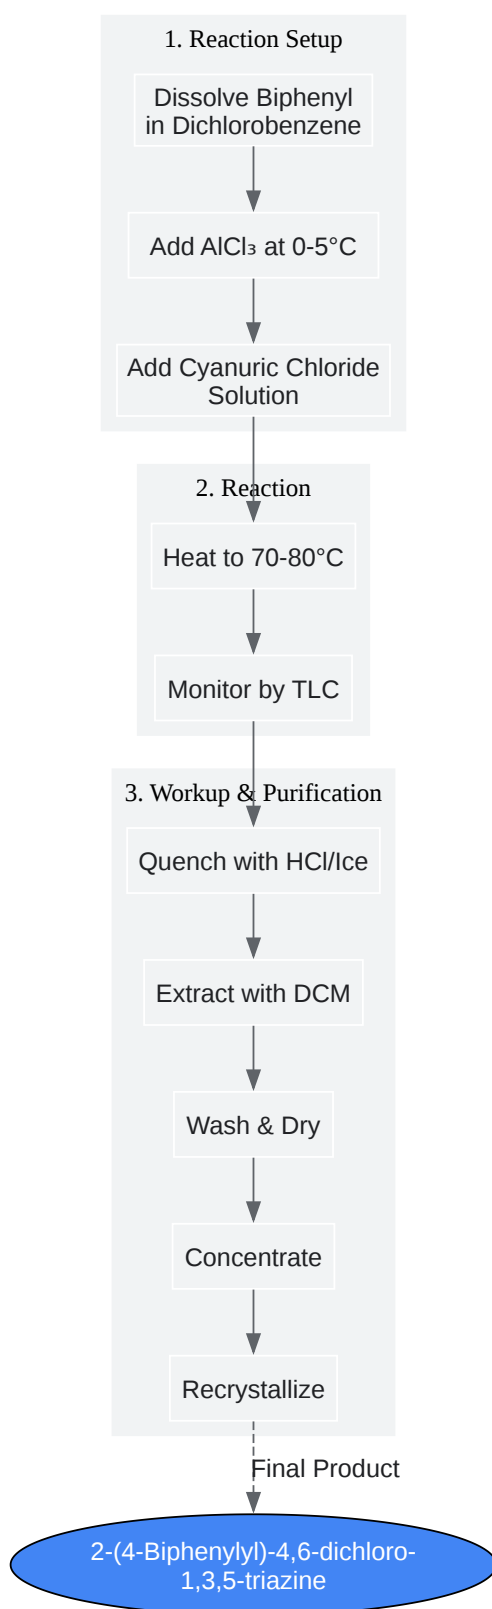 1. Reaction Setup
Dissolve Biphenyl
in Dichlorobenzene
Add AlCl₃ at 0-5°C
Add Cyanuric Chloride
Solution
2. Reaction
Heat to 70-80°C
Monitor by TLC
3. Workup & Purification
Quench with HCl/Ice
Extract with DCM
Wash & Dry
Concentrate
Recrystallize
Final Product
2-(4-Biphenylyl)-4,6-dichloro-
1,3,5-triazine